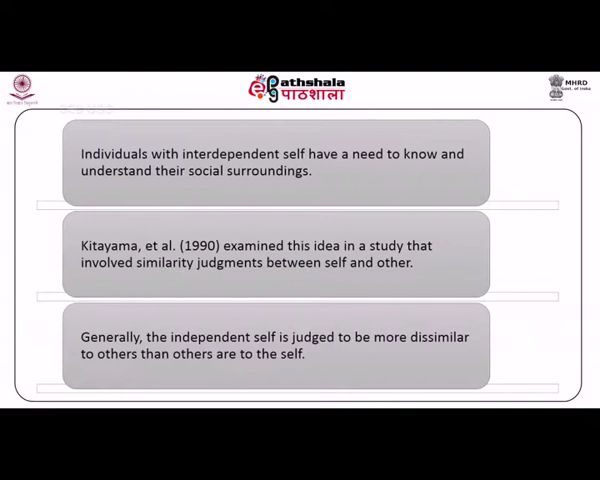 Pathshala
पाठशाला
MHRD
Govt. of India
Individuals with interdependent self have a need to know and
understand their social surroundings.
Kitayama, et al. (1990) examined this idea in a study that
involved similarity judgments between self and other.
Generally, the independent self is judged to be more dissimilar
to others than others are to the self.